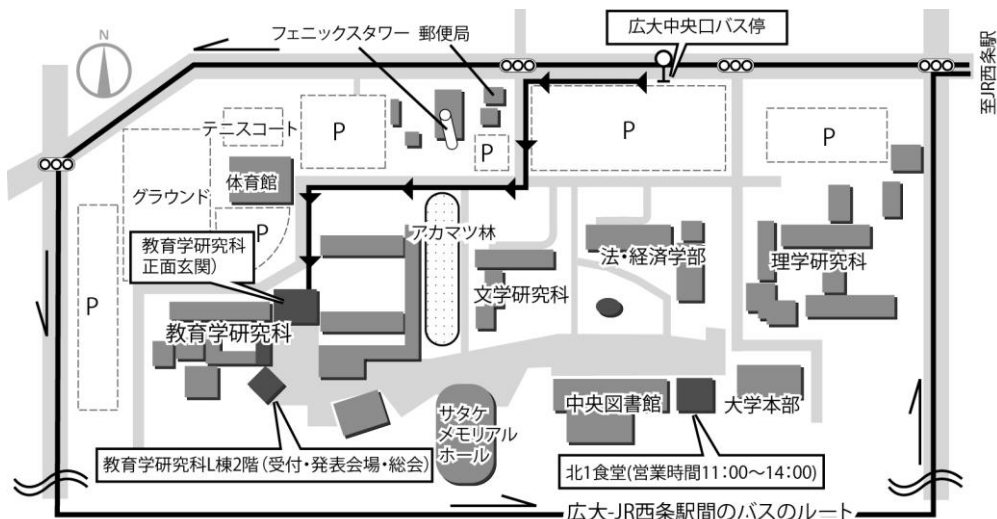 N
フェニックスタワー
郵便局
広大中央口バス停
至JR西条駅
テニスコート
P
P
P
P
グラウンド
体育館
P
アカマツ林
教育学研究科
正面玄関)
P
法・経済学部
理学研究科
文学研究科
教育学研究科
サタケ
メモリアル
ホール
中央図書館
大学本部
教育学研究科L棟2階(受付・発表会場・総会)
北1食堂(営業時間11:00～14:00)
広大-JR西条駅間のバスのルート